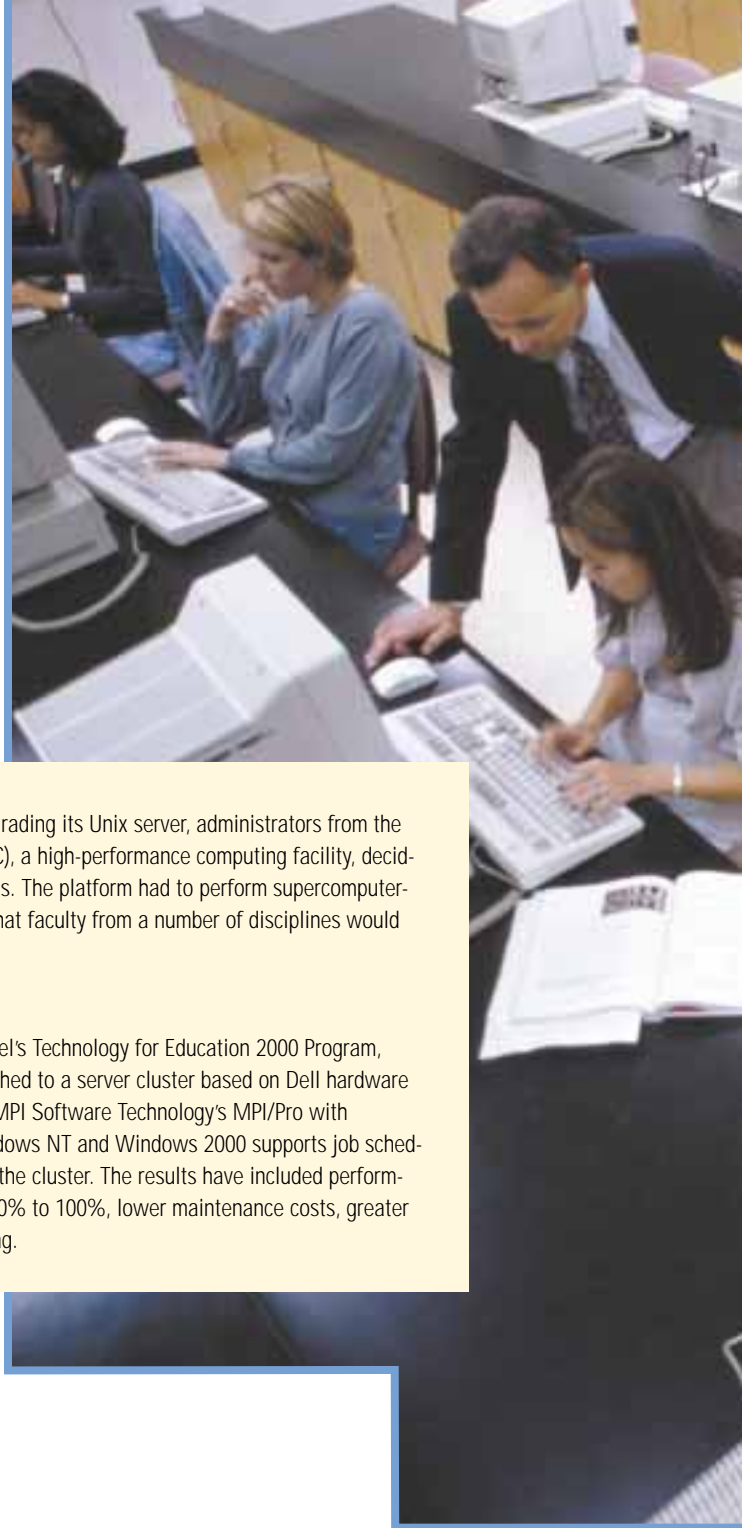 rading its Unix server, administrators from the
C), a high-performance computing facility, decid-
s. The platform had to perform supercomputer-
hat faculty from a number of disciplines would
el's Technology for Education 2000 Program,
ched to a server cluster based on Dell hardware
MPI Software Technology's MPI/Pro with
dows NT and Windows 2000 supports job sched-
the cluster. The results have included perform-
0% to 100%, lower maintenance costs, greater
g.